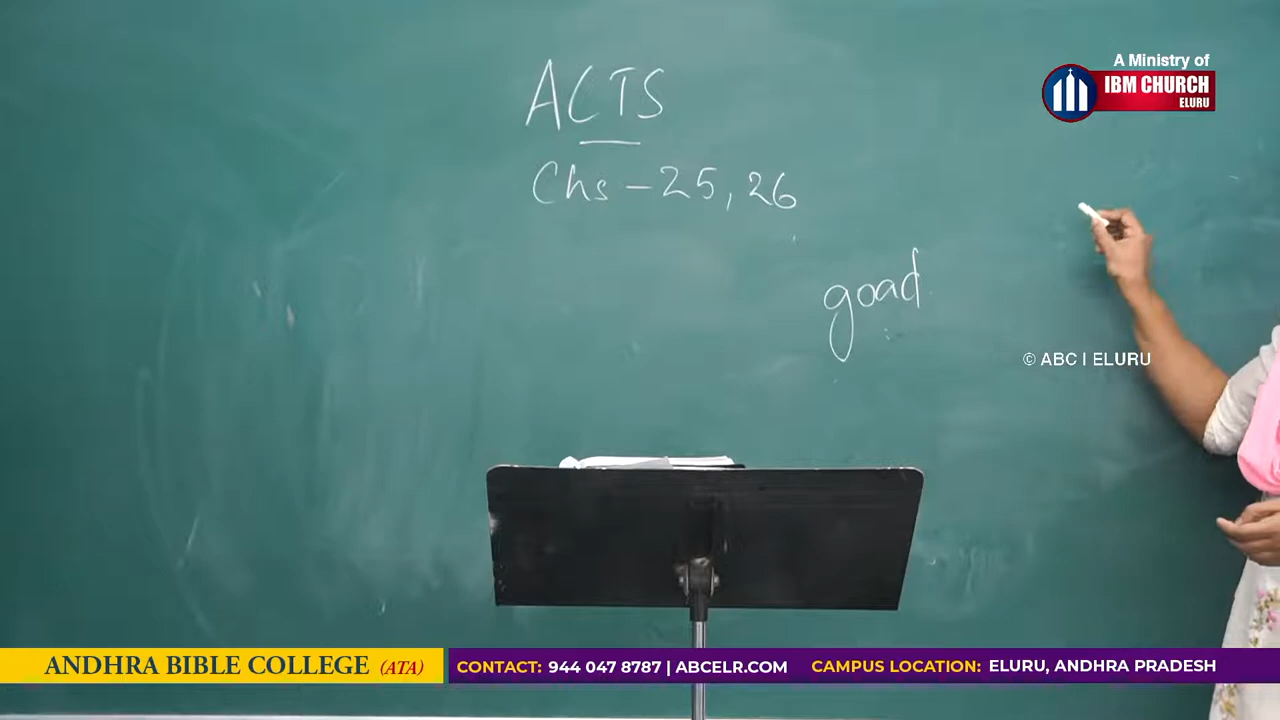 ACTS
Chs - 25, 26
goad
A Ministry of
IBM CHURCH
ELURU
© ABC I ELURU
ANDHRA BIBLE COLLEGE (ATA)
CONTACT: 944 047 8787 | ABCELR.COM
CAMPUS LOCATION: ELURU, ANDHRA PRADESH